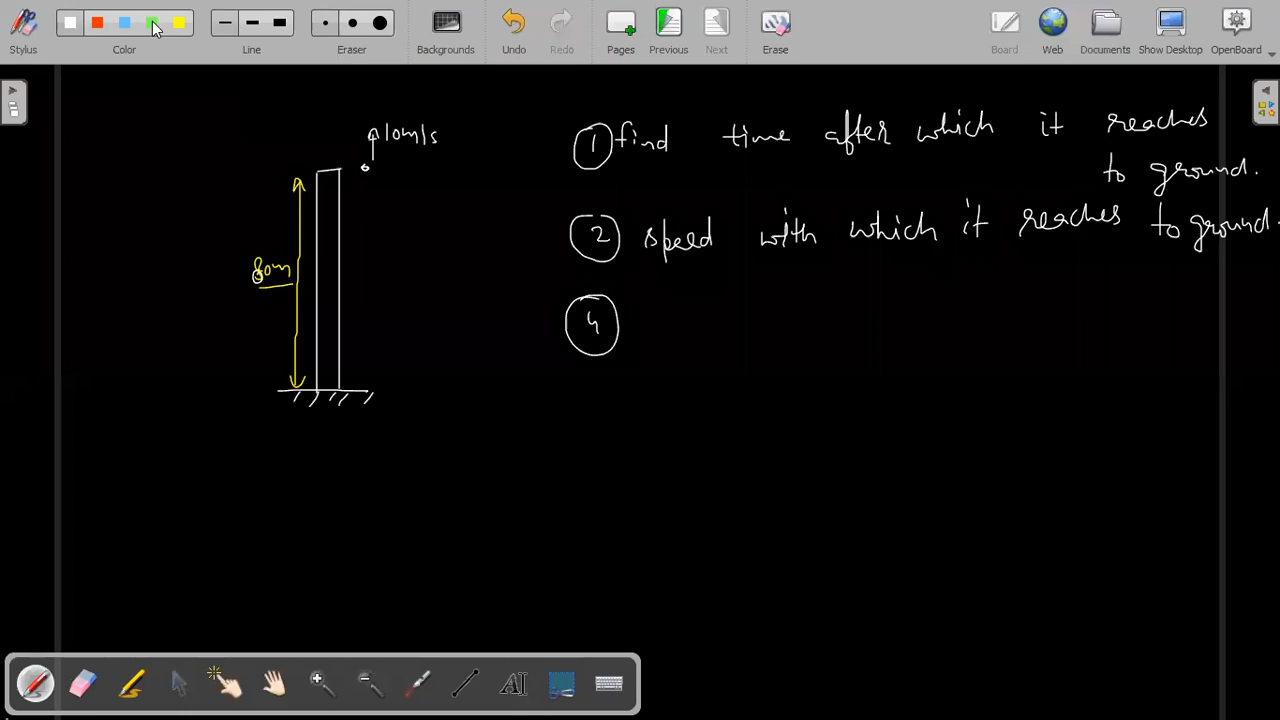 Stylus
Color
Line
Eraser
Backgrounds
Undo
Redo
Pages
Previous
Next
Erase
Board
Web
Documents
Show Desktop
OpenBoard
10m/s
80m
1 find time after which it reaches
to ground.
2 speed with which it reaches to ground
4
AI